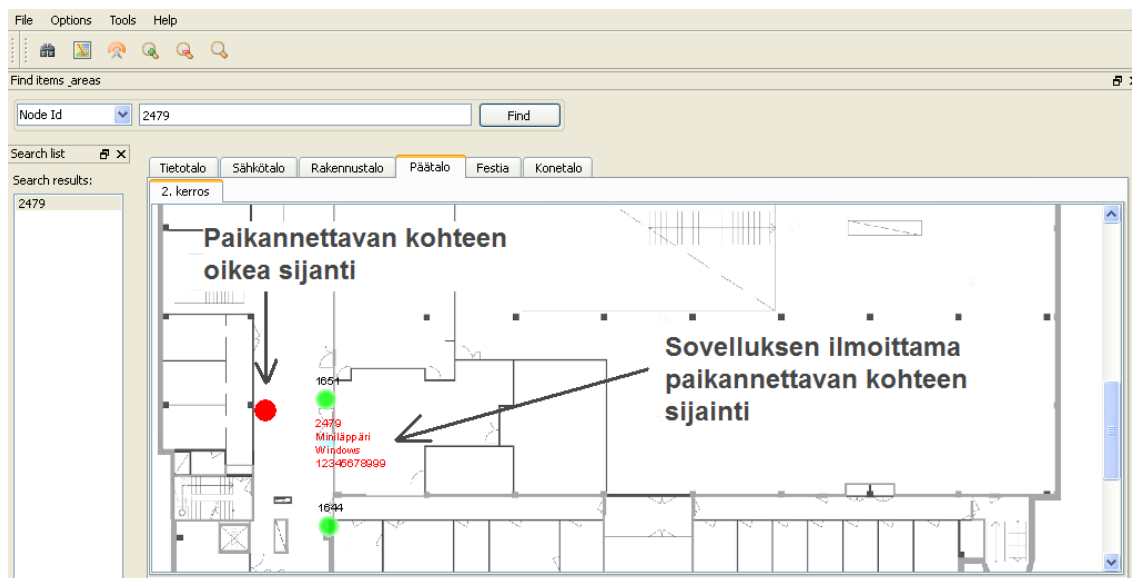 File Options Tools Help
Find items _areas
Node Id 2479 Find
Search list
Search results:
2479
Tietotalo Sähkötalo Rakennustalo Päätalo Festia Konetalo
2. kerros
Paikannettavan kohteen
oikea sijanti
Sovelluksen ilmoittama
paikannettavan kohteen
sijainti
1651
2479
Miniläppäri
Windows
12345678999
1644